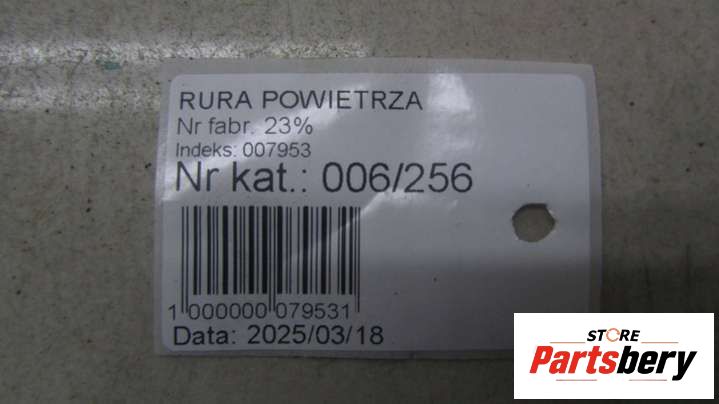 RURA POWIETRZA
Nr fabr. 23%
Indeks: 007953
Nr kat.: 006/256
1 000000 079531
Data: 2025/03/18
STORE
Partsbery